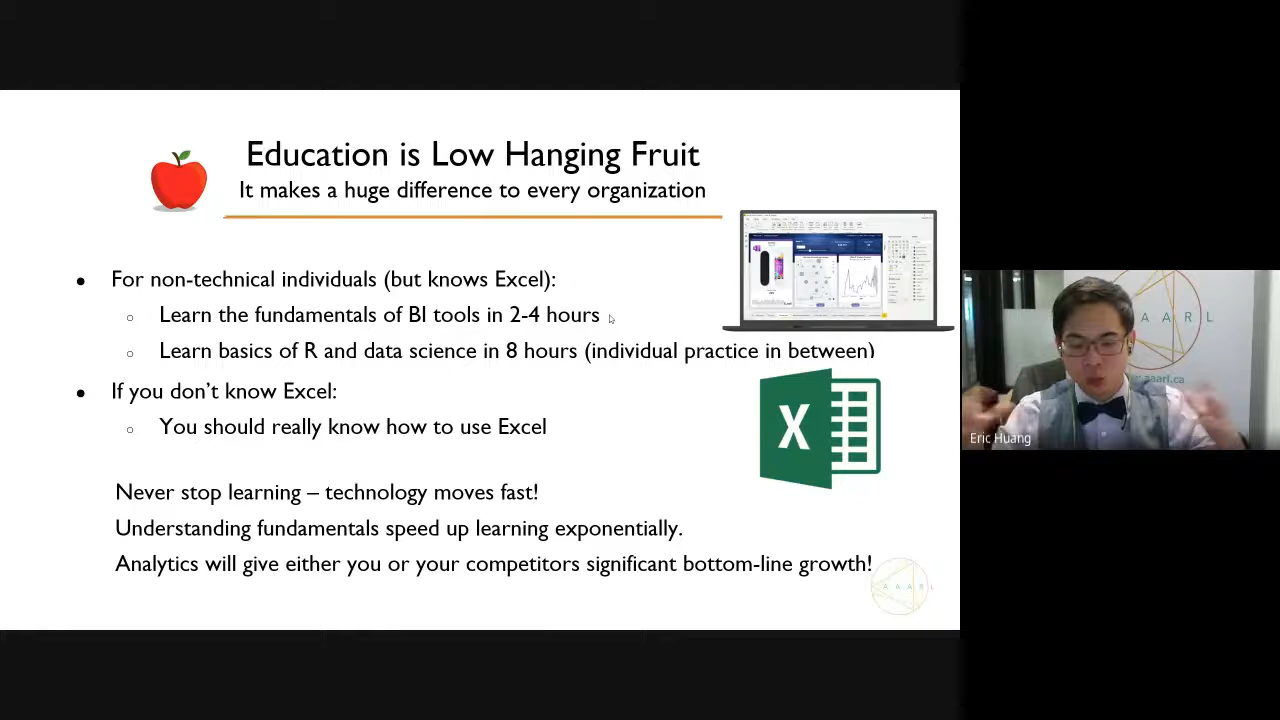 Education is Low Hanging Fruit
It makes a huge difference to every organization
● For non-technical individuals (but knows Excel):
○ Learn the fundamentals of BI tools in 2-4 hours
○ Learn basics of R and data science in 8 hours (individual practice in between)
● If you don’t know Excel:
○ You should really know how to use Excel
X
Never stop learning – technology moves fast!
Understanding fundamentals speed up learning exponentially.
Analytics will give either you or your competitors significant bottom-line growth!
A A A R L
A A R L
aarl.ca
Eric Huang